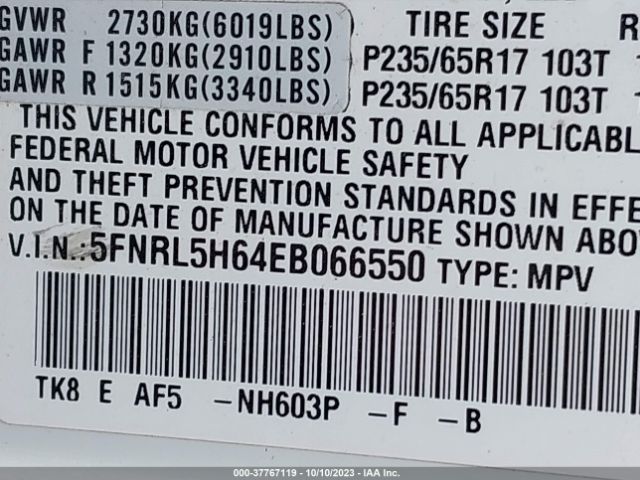 GVWR 2730KG(6019LBS) TIRE SIZE
GAWR F 1320KG(2910LBS) P235/65R17 103T
GAWR R 1515KG(3340LBS) P235/65R17 103T
THIS VEHICLE CONFORMS TO ALL APPLICABL
FEDERAL MOTOR VEHICLE SAFETY
AND THEFT PREVENTION STANDARDS IN EFFE
ON THE DATE OF MANUFACTURE SHOWN ABO
V.I.N.:5FNRL5H64EB066550 TYPE: MPV
TK8 E AF5 -NH603P -F -B
000-37767119 - 10/10/2023 - IAA Inc.